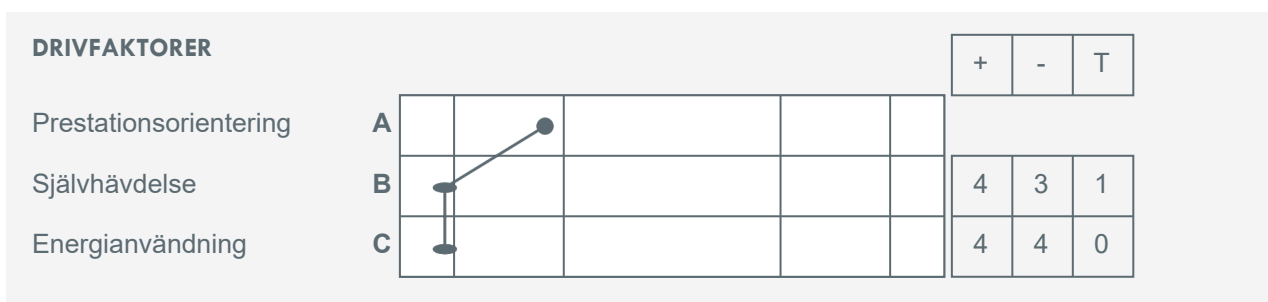 DRIVFAKTORER
+ - T
Prestationsorientering A
Självhävdelse B 4 3 1
Energianvändning C 4 4 0